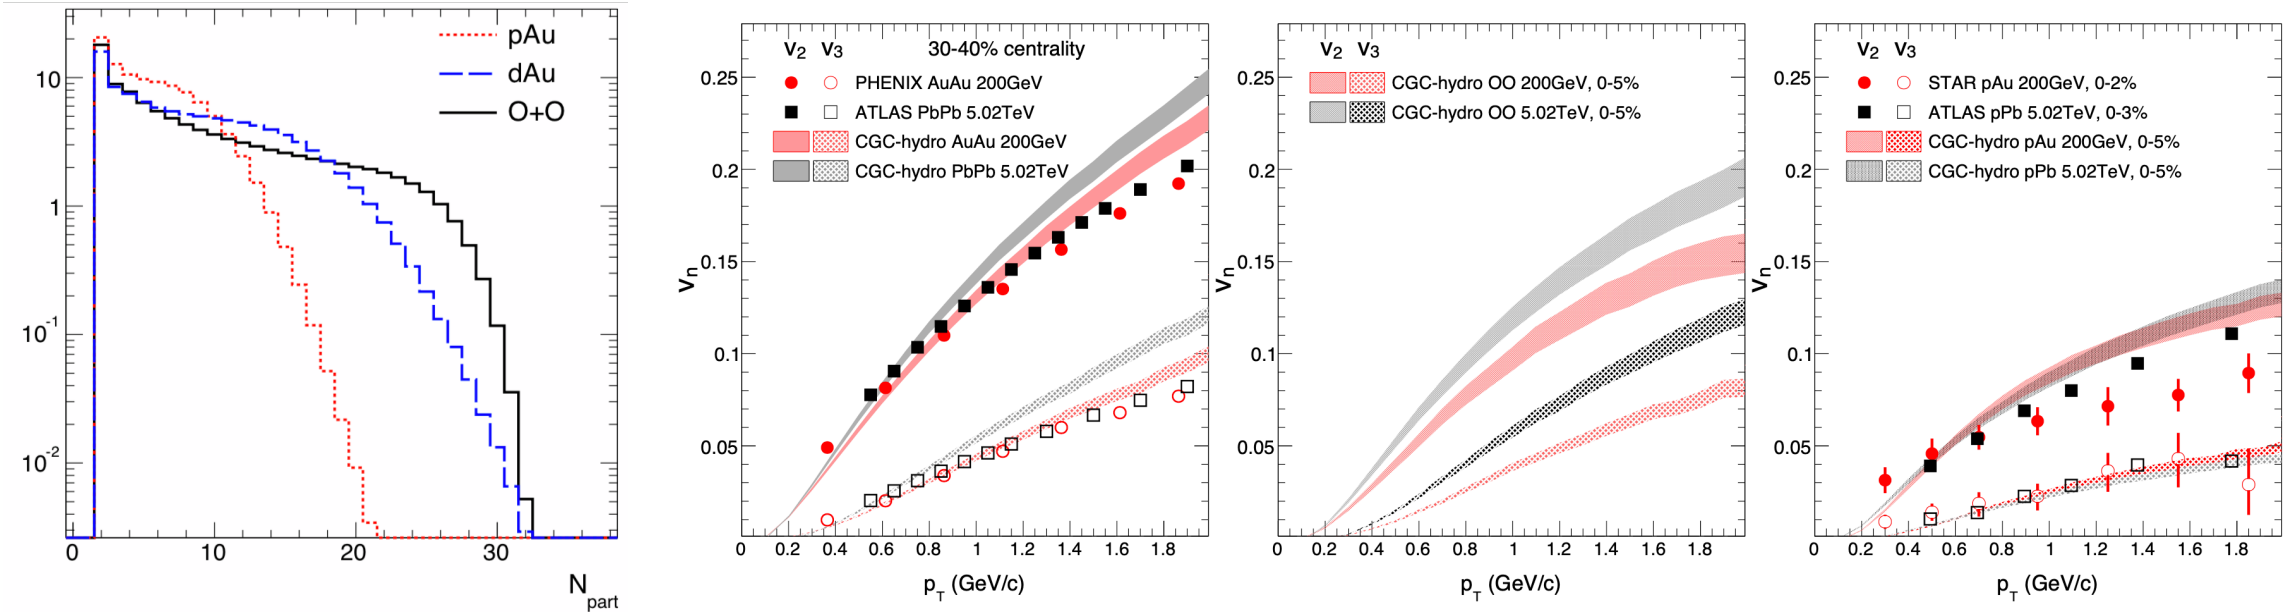 pAu
dAu
O+O
10
1
10-1
10-2
0 10 20 30
Npart
v2 v3 30-40% centrality
PHENIX AuAu 200GeV
ATLAS PbPb 5.02TeV
CGC-hydro AuAu 200GeV
CGC-hydro PbPb 5.02TeV
0.25
0.2
0.15
0.1
0.05
vn
0 0.2 0.4 0.6 0.8 1 1.2 1.4 1.6 1.8
pT (GeV/c)
v2 v3
CGC-hydro OO 200GeV, 0-5%
CGC-hydro OO 5.02TeV, 0-5%
0.25
0.2
0.15
0.1
0.05
vn
0 0.2 0.4 0.6 0.8 1 1.2 1.4 1.6 1.8
pT (GeV/c)
v2 v3
STAR pAu 200GeV, 0-2%
ATLAS pPb 5.02TeV, 0-3%
CGC-hydro pAu 200GeV, 0-5%
CGC-hydro pPb 5.02TeV, 0-5%
0.25
0.2
0.15
0.1
0.05
vn
0 0.2 0.4 0.6 0.8 1 1.2 1.4 1.6 1.8
pT (GeV/c)